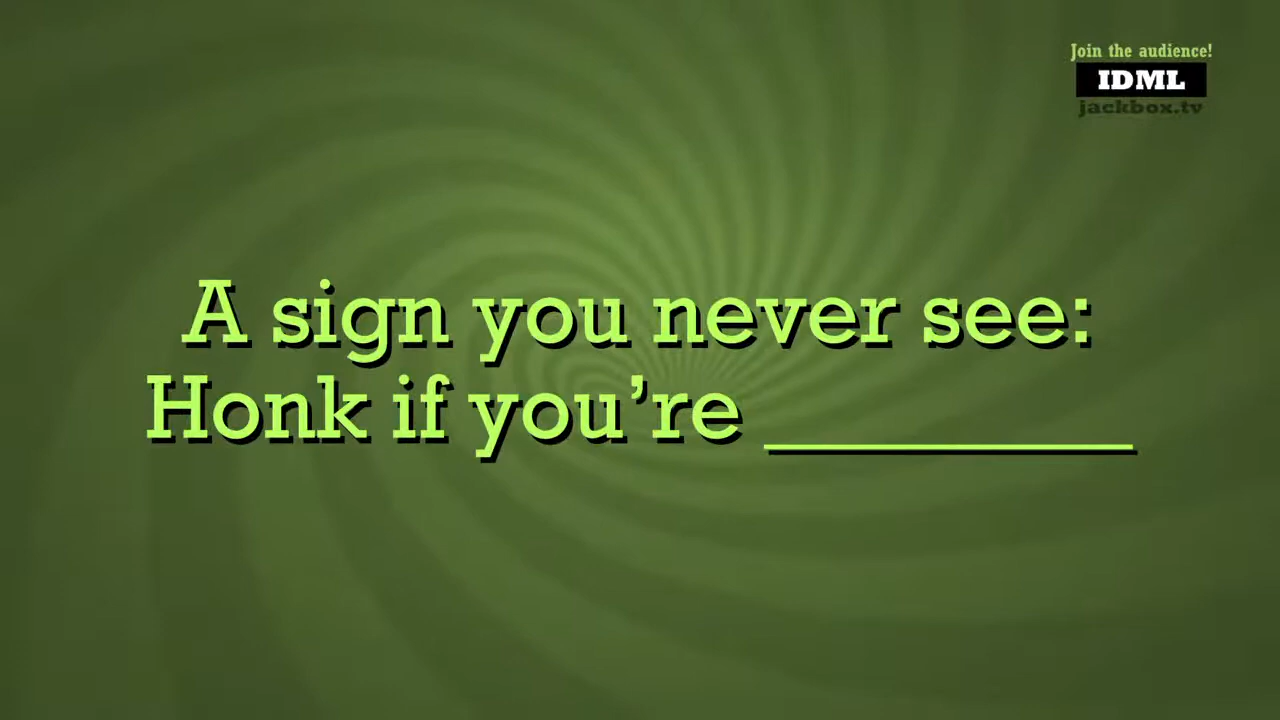 Join the audience!
IDML
jackbox.tv
A sign you never see:
Honk if you’re ________